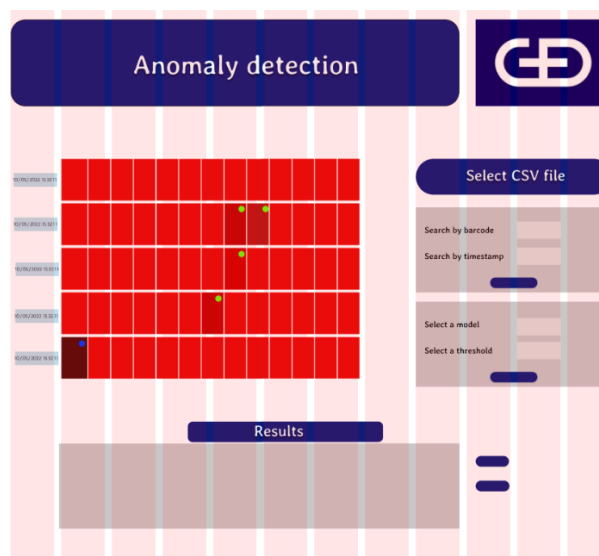 Anomaly detection
Select CSV file
Search by barcode
Search by timestamp
Select a model
Select a threshold
Results